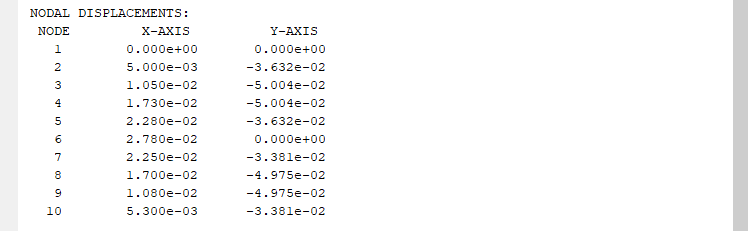 NODAL DISPLACEMENTS:
NODE X-AXIS Y-AXIS
1 0.000e+00 0.000e+00
2 5.000e-03 -3.632e-02
3 1.050e-02 -5.004e-02
4 1.730e-02 -5.004e-02
5 2.280e-02 -3.632e-02
6 2.780e-02 0.000e+00
7 2.250e-02 -3.381e-02
8 1.700e-02 -4.975e-02
9 1.080e-02 -4.975e-02
10 5.300e-03 -3.381e-02